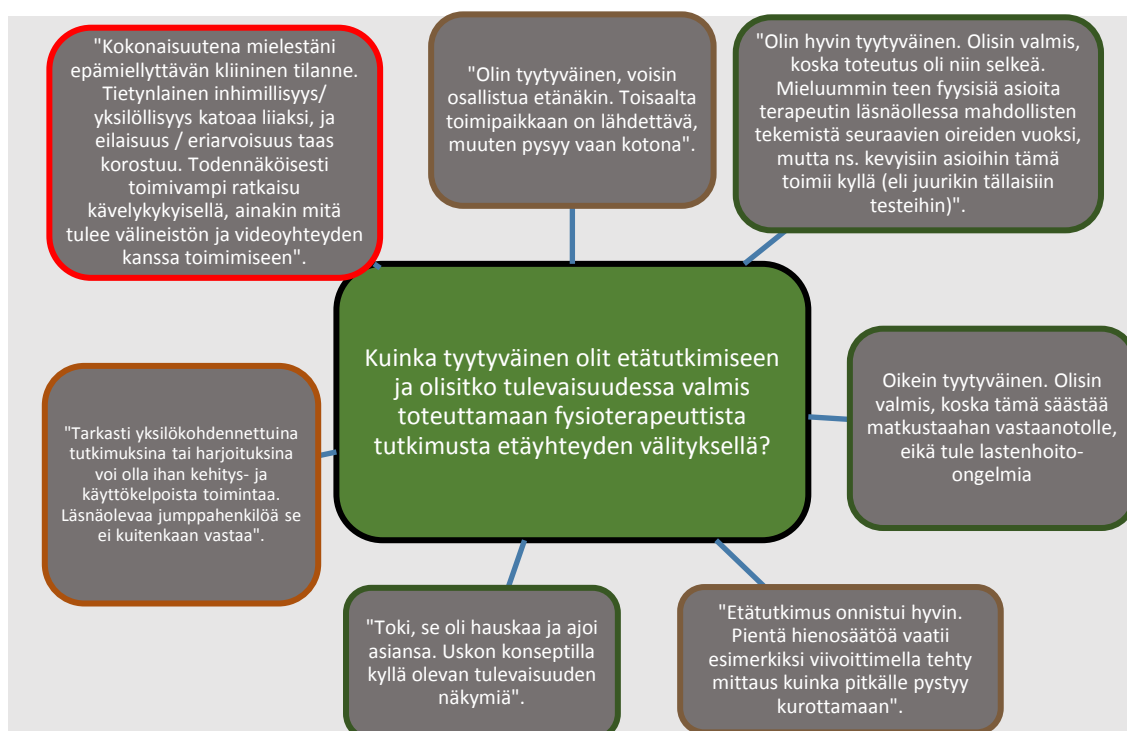 "Kokonaisuutena mielestäni
epämiellyttävän kliininen tilanne.
Tietynlainen inhimillisyys/
yksilöllisyys katoaa liiaksi, ja
eilaisuus / eriarvoisuus taas
korostuu. Todennäköisesti
toimivampi ratkaisu
kävelykykyisellä, ainakin mitä
tulee välineistön ja videoyhteyden
kanssa toimimiseen".
"Olin tyytyväinen, voisin
osallistua etänäkin. Toisaalta
toimipaikkaan on lähdettävä,
muuten pysyy vaan kotona".
"Olin hyvin tyytyväinen. Olisin valmis,
koska toteutus oli niin selkeä.
Mieluummin teen fyysisiä asioita
terapeutin läsnäollessa mahdollisten
tekemistä seuraavien oireiden vuoksi,
mutta ns. kevyisiin asioihin tämä
toimii kyllä (eli juurikin tällaisiin
testeihin)".
Kuinka tyytyväinen olit etätutkimiseen
ja olisitko tulevaisuudessa valmis
toteuttamaan fysioterapeuttista
tutkimusta etäyhteyden välityksellä?
Oikein tyytyväinen. Olisin
valmis, koska tämä säästää
matkustaahan vastaanotolle,
eikä tule lastenhoito-
ongelmia
"Tarkasti yksilökohdennettuina
tutkimuksina tai harjoituksina
voi olla ihan kehitys- ja
käyttökelpoista toimintaa.
Läsnäolevaa jumppahenkilöä se
ei kuitenkaan vastaa".
"Toki, se oli hauskaa ja ajoi
asiansa. Uskon konseptilla
kyllä olevan tulevaisuuden
näkymiä".
"Etätutkimus onnistui hyvin.
Pientä hienosäätöä vaatii
esimerkiksi viivoittimella tehty
mittaus kuinka pitkälle pystyy
kurottamaan".